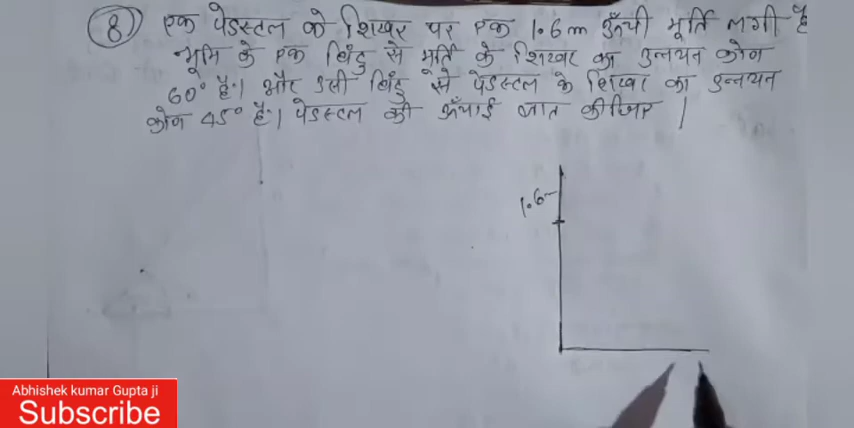 (8) एक पेडस्टल के शिखर पर एक 1.6m ऊँची मूर्ति लगी है
भूमि के एक बिंदु से मूर्ति के शिखर का उन्नयन कोण
60° है। और उसी बिंदु से पेडस्टल के शिखर का उन्नयन
कोण 45° है। पेडस्टल की ऊँचाई ज्ञात कीजिए।
1.6m
Abhishek kumar Gupta ji
Subscribe